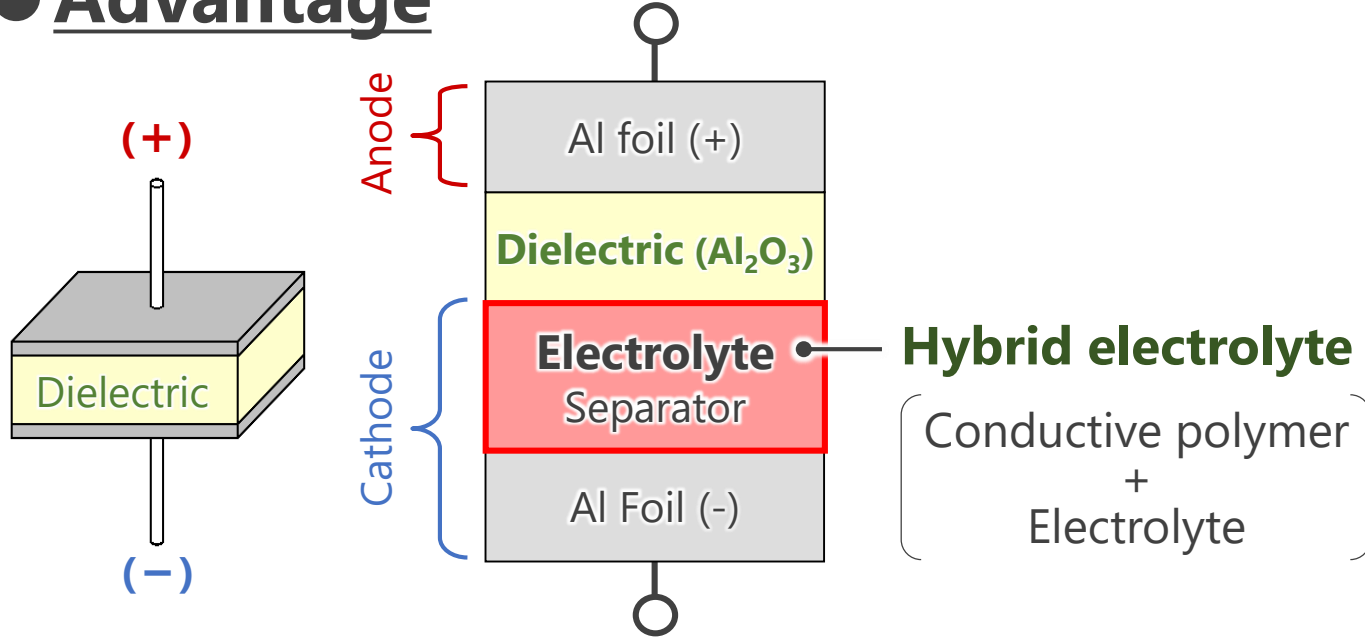 ● Advantage
(+)
Dielectric
(−)
Anode
Cathode
Al foil (+)
Dielectric (Al₂O₃)
Electrolyte
Separator
Al Foil (-)
Hybrid electrolyte
Conductive polymer
+
Electrolyte